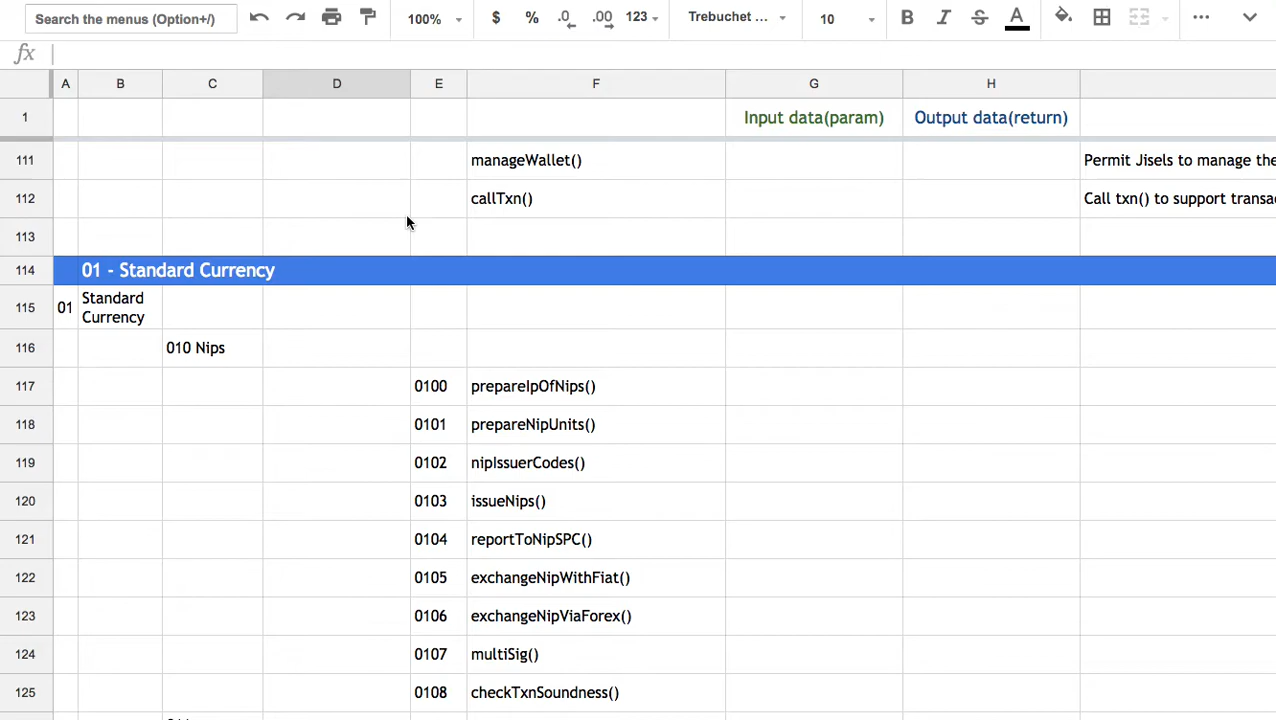 Search the menus (Option+/) 100% $ % .0 .00 123 Trebuchet ... 10 B I S A
fx
A B C D E F G H
1 Input data(param) Output data(return)
111 manageWallet() Permit Jisels to manage the
112 callTxn() Call txn() to support transa
113
114 01 - Standard Currency
115 01 Standard
Currency
116 010 Nips
117 0100 prepareIpOfNips()
118 0101 prepareNipUnits()
119 0102 nipIssuerCodes()
120 0103 issueNips()
121 0104 reportToNipSPC()
122 0105 exchangeNipWithFiat()
123 0106 exchangeNipViaForex()
124 0107 multiSig()
125 0108 checkTxnSoundness()